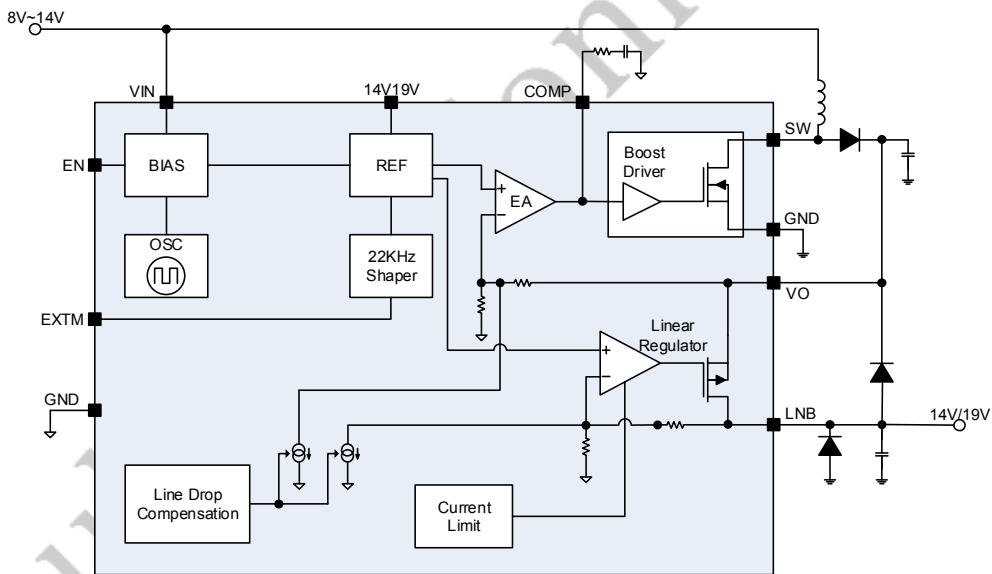 8V~14V
VIN
14V19V
COMP
SW
EN
BIAS
REF
EA
Boost
Driver
GND
OSC
22KHz
Shaper
VO
EXTM
Linear
Regulator
GND
LNB
14V/19V
Line Drop
Compensation
Current
Limit